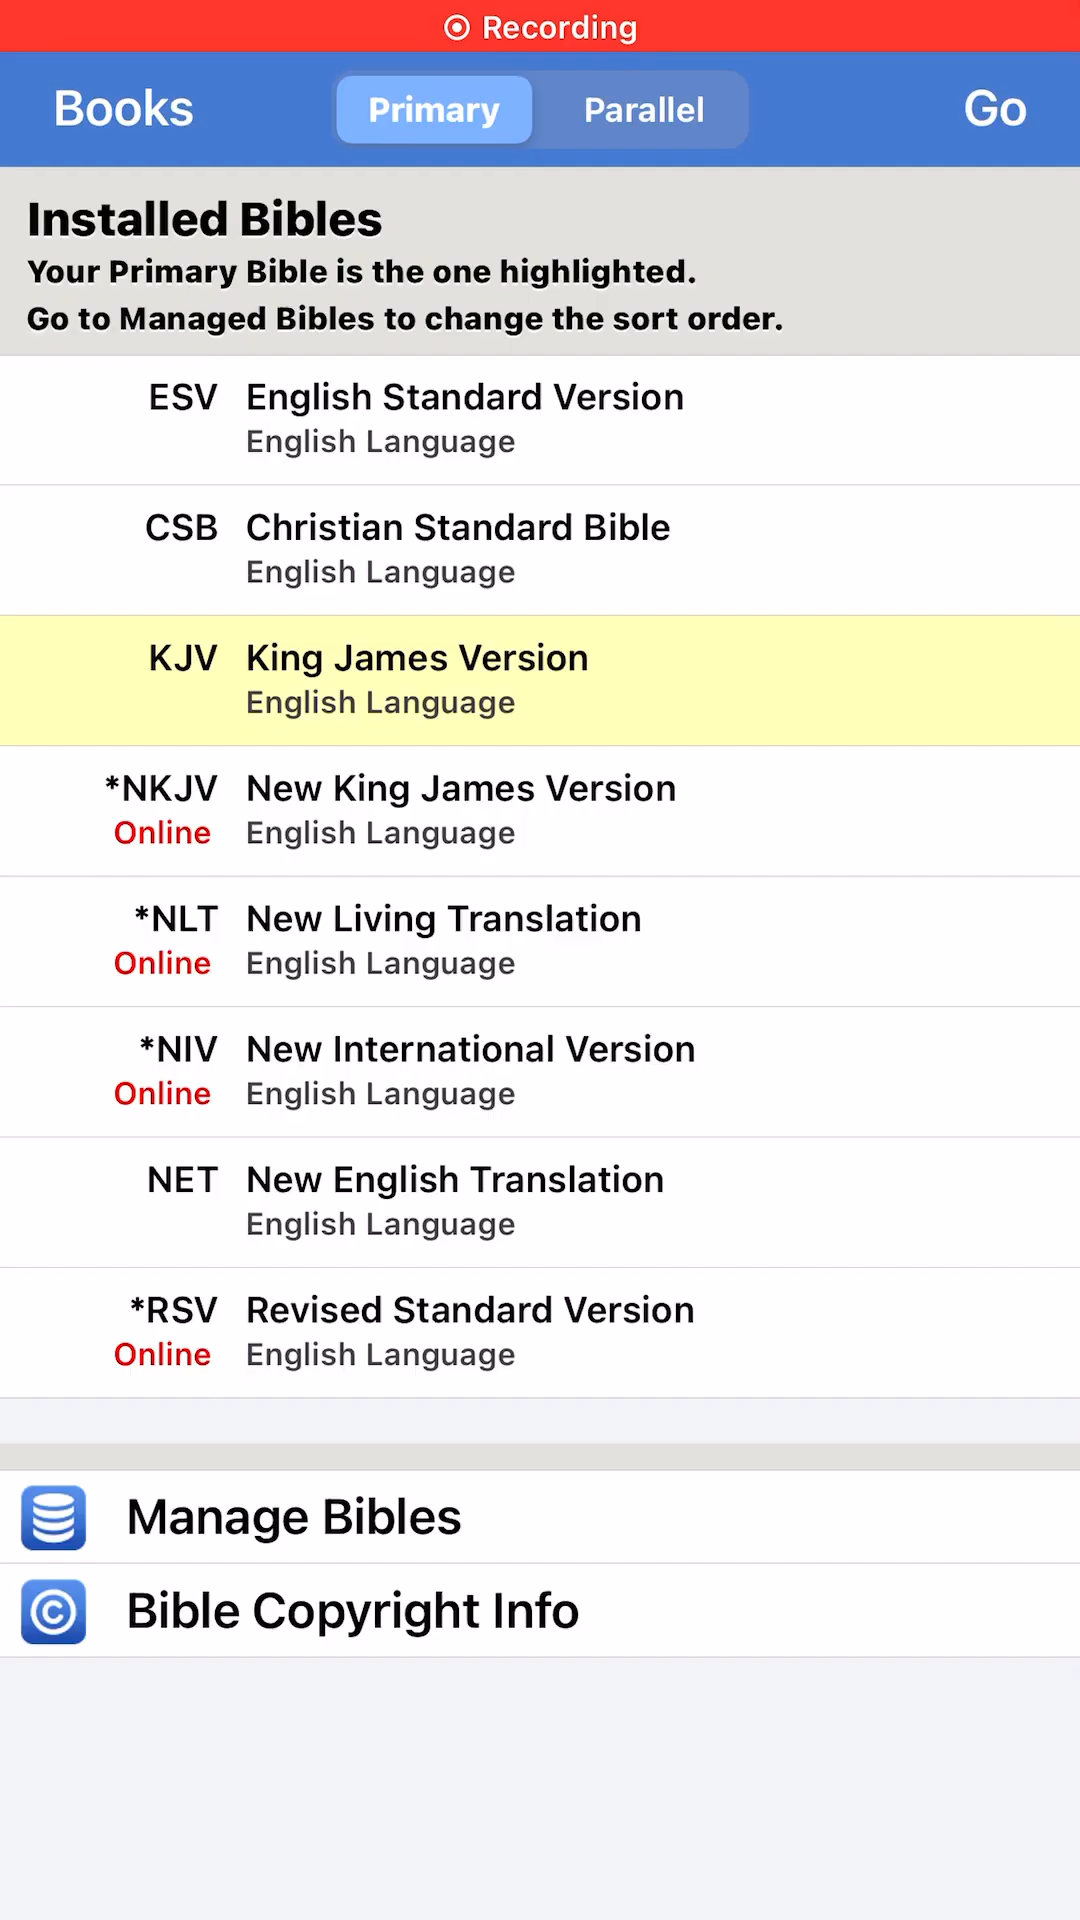 Recording
Books
Primary
Parallel
Go
Installed Bibles
Your Primary Bible is the one highlighted.
Go to Managed Bibles to change the sort order.
ESV English Standard Version
English Language
CSB Christian Standard Bible
English Language
KJV King James Version
English Language
*NKJV New King James Version
Online English Language
*NLT New Living Translation
Online English Language
*NIV New International Version
Online English Language
NET New English Translation
English Language
*RSV Revised Standard Version
Online English Language
Manage Bibles
© Bible Copyright Info